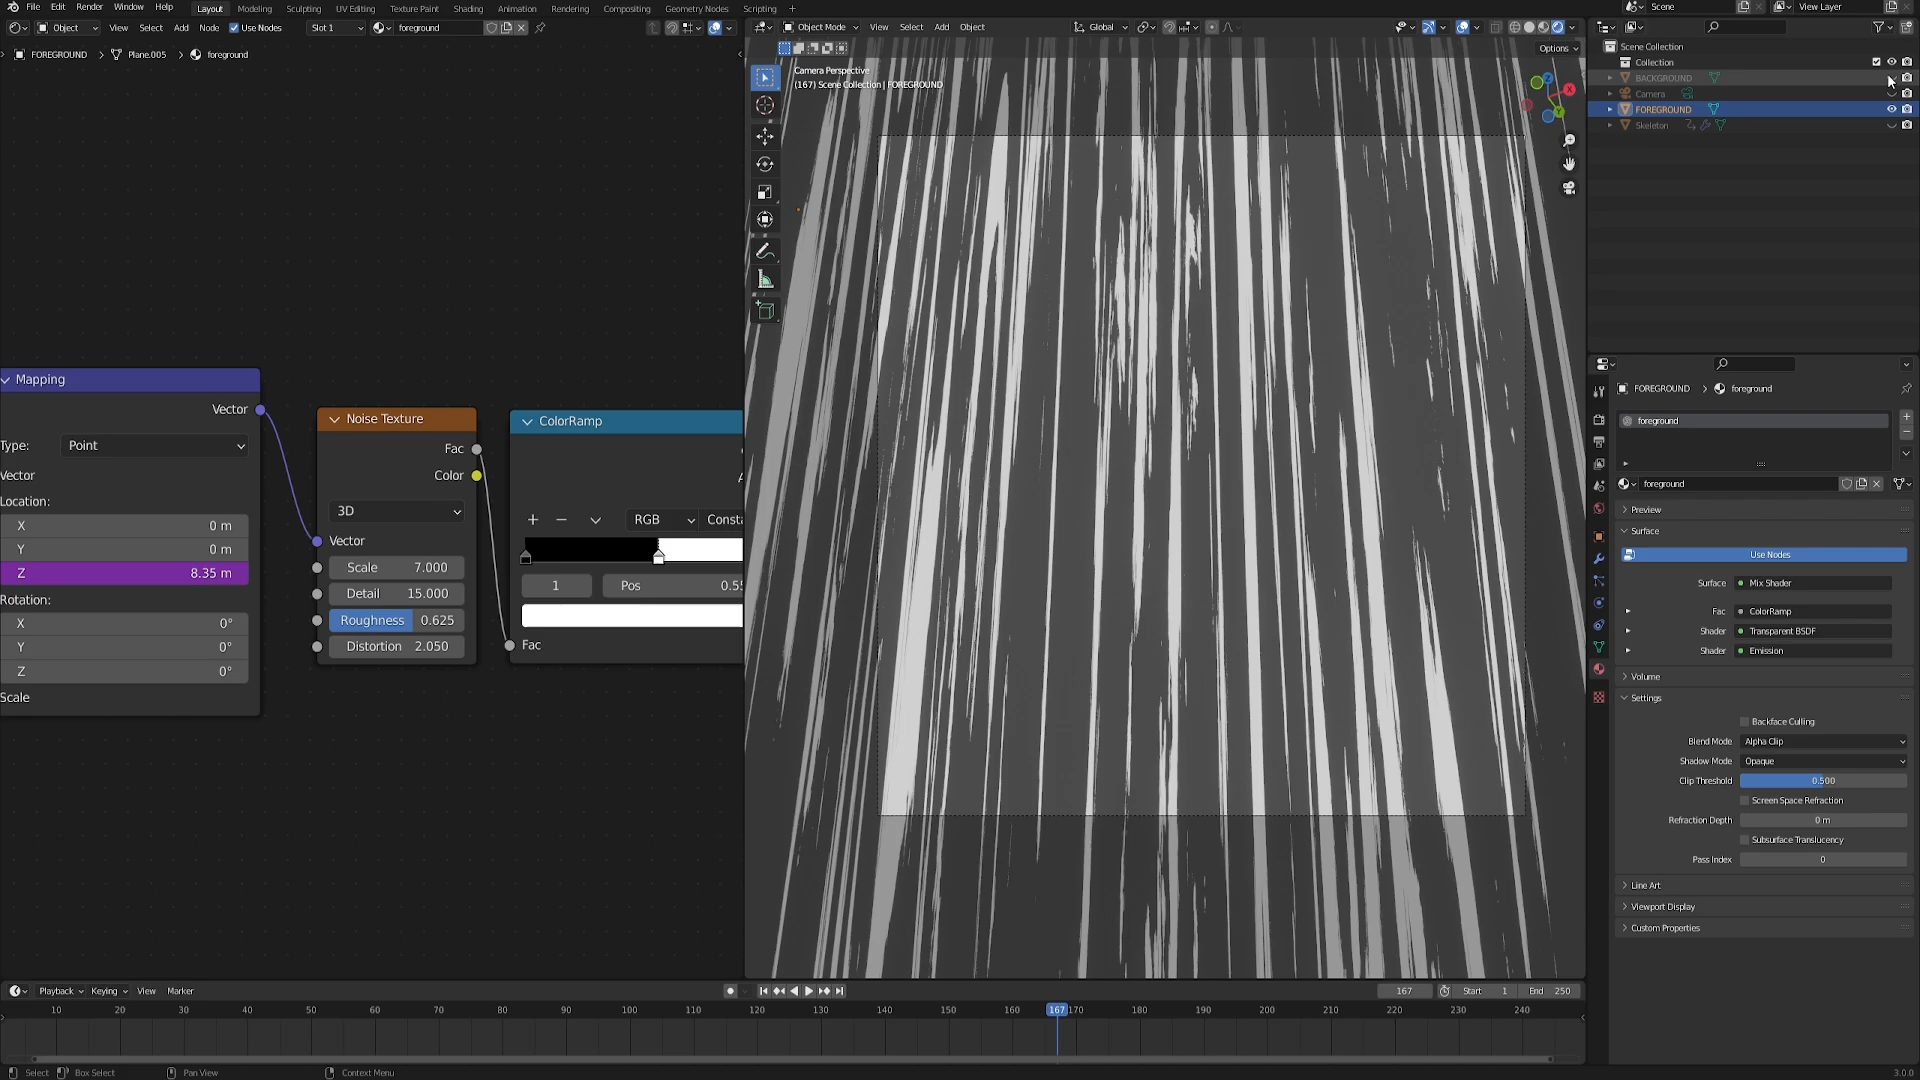 File Edit Render Window Help Layout Modeling Sculpting UV Editing Texture Paint Shading Animation Rendering Compositing Geometry Nodes Scripting + Scene View Layer
Object View Select Add Node Use Nodes Slot 1 foreground
Object Mode View Select Add Object Global
FOREGROUND > Plane.005 > foreground
Options
Camera Perspective
(167) Scene Collection | FOREGROUND
Scene Collection
Collection
BACKGROUND
Camera
FOREGROUND
Skeleton
X
Y
Z
Mapping
Vector
Type: Point
Vector
Location:
X 0 m
Y 0 m
Z 8.35 m
Rotation:
X 0°
Y 0°
Z 0°
Scale
Noise Texture
Fac
Color
3D
Vector
Scale 7.000
Detail 15.000
Roughness 0.625
Distortion 2.050
ColorRamp
RGB Consta
1 Pos 0.55
Fac
FOREGROUND > foreground
foreground
foreground
Preview
Surface
Use Nodes
Surface Mix Shader
Fac ColorRamp
Shader Transparent BSDF
Shader Emission
Volume
Settings
Backface Culling
Blend Mode Alpha Clip
Shadow Mode Opaque
Clip Threshold 0.500
Screen Space Refraction
Refraction Depth 0 m
Subsurface Translucency
Pass Index 0
Line Art
Viewport Display
Custom Properties
Playback Keying View Marker 167 Start 1 End 250
10 20 30 40 50 60 70 80 90 100 110 120 130 140 150 160 167 170 180 190 200 210 220 230 240
Select Box Select Pan View Context Menu 3.0.0